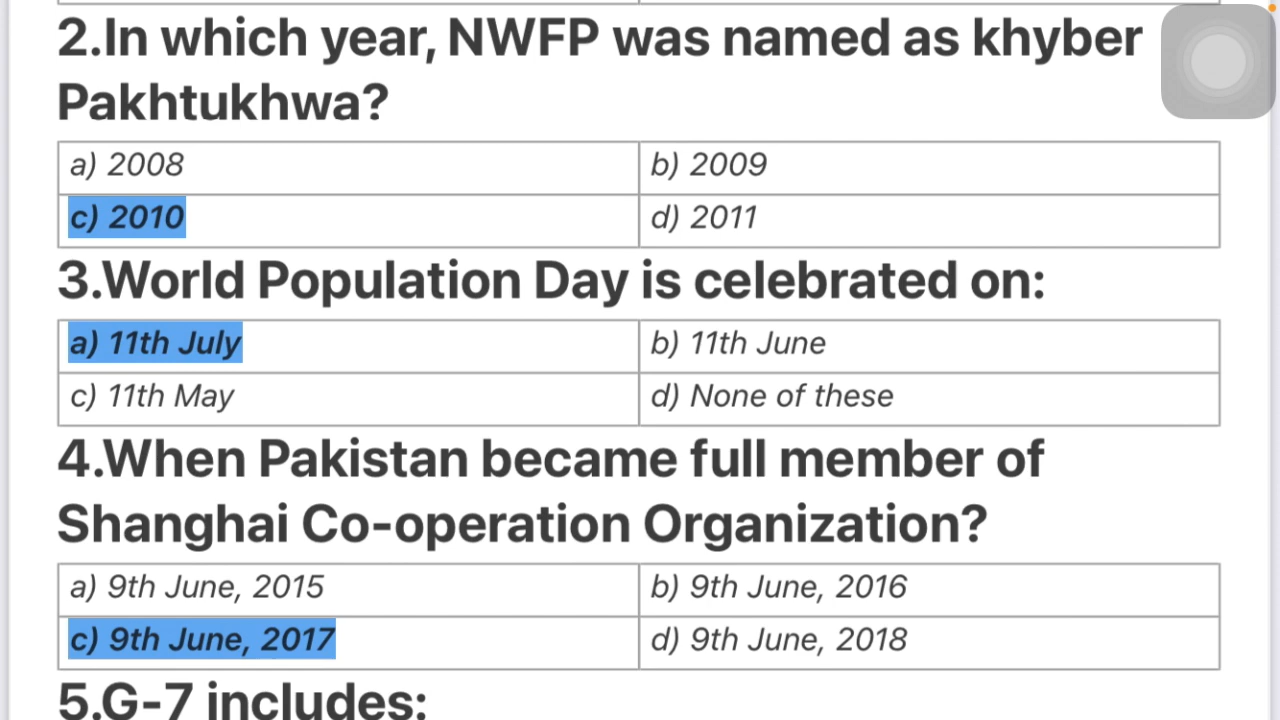 2.In which year, NWFP was named as khyber
Pakhtukhwa?
a) 2008 b) 2009
c) 2010 d) 2011
3.World Population Day is celebrated on:
a) 11th July b) 11th June
c) 11th May d) None of these
4.When Pakistan became full member of
Shanghai Co-operation Organization?
a) 9th June, 2015 b) 9th June, 2016
c) 9th June, 2017 d) 9th June, 2018
5.G-7 includes: